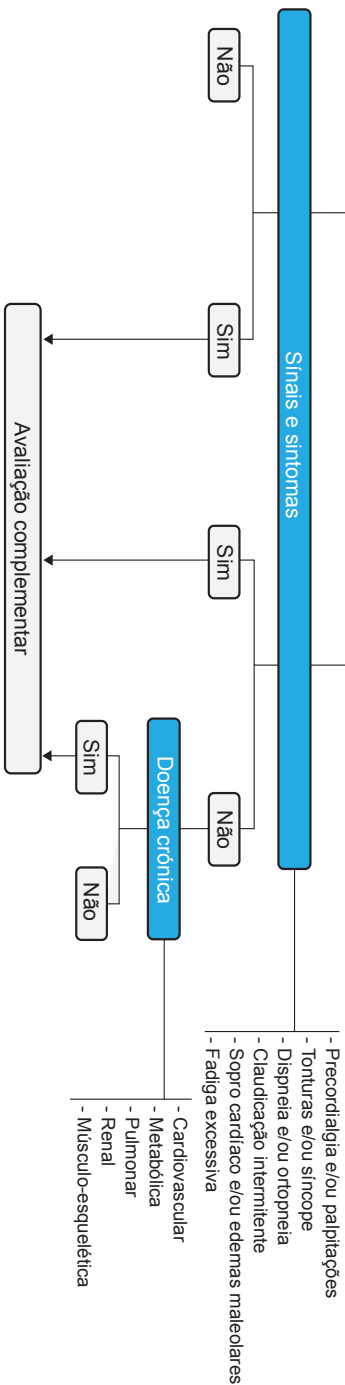 Sínais e sintomas
- Precordialgia e/ou palpitações
- Tonturas e/ou síncope
- Dispneia e/ou ortopneia
- Claudicação intermitente
- Sopro cardíaco e/ou edemas maleolares
- Fadiga excessiva
Não
Sim
Sim
Não
Doença crónica
- Cardiovascular
- Metabólica
- Pulmonar
- Renal
- Músculo-esquelética
Sim
Não
Avaliação complementar